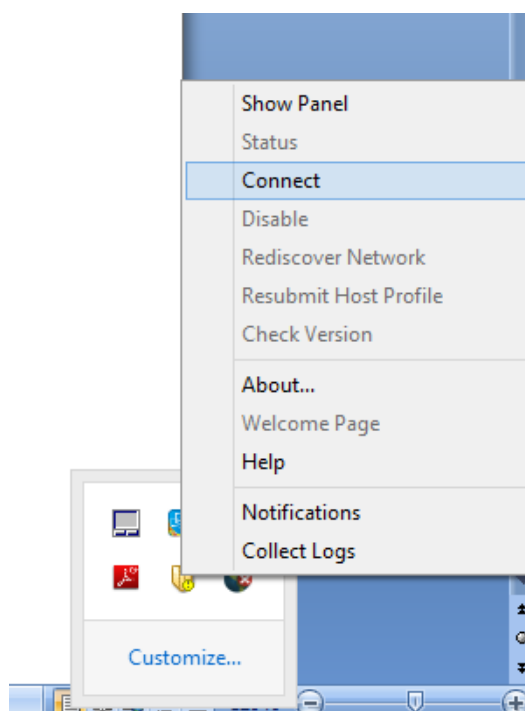 Show Panel
Status
Connect
Disable
Rediscover Network
Resubmit Host Profile
Check Version
About...
Welcome Page
Help
Notifications
Collect Logs
Customize...